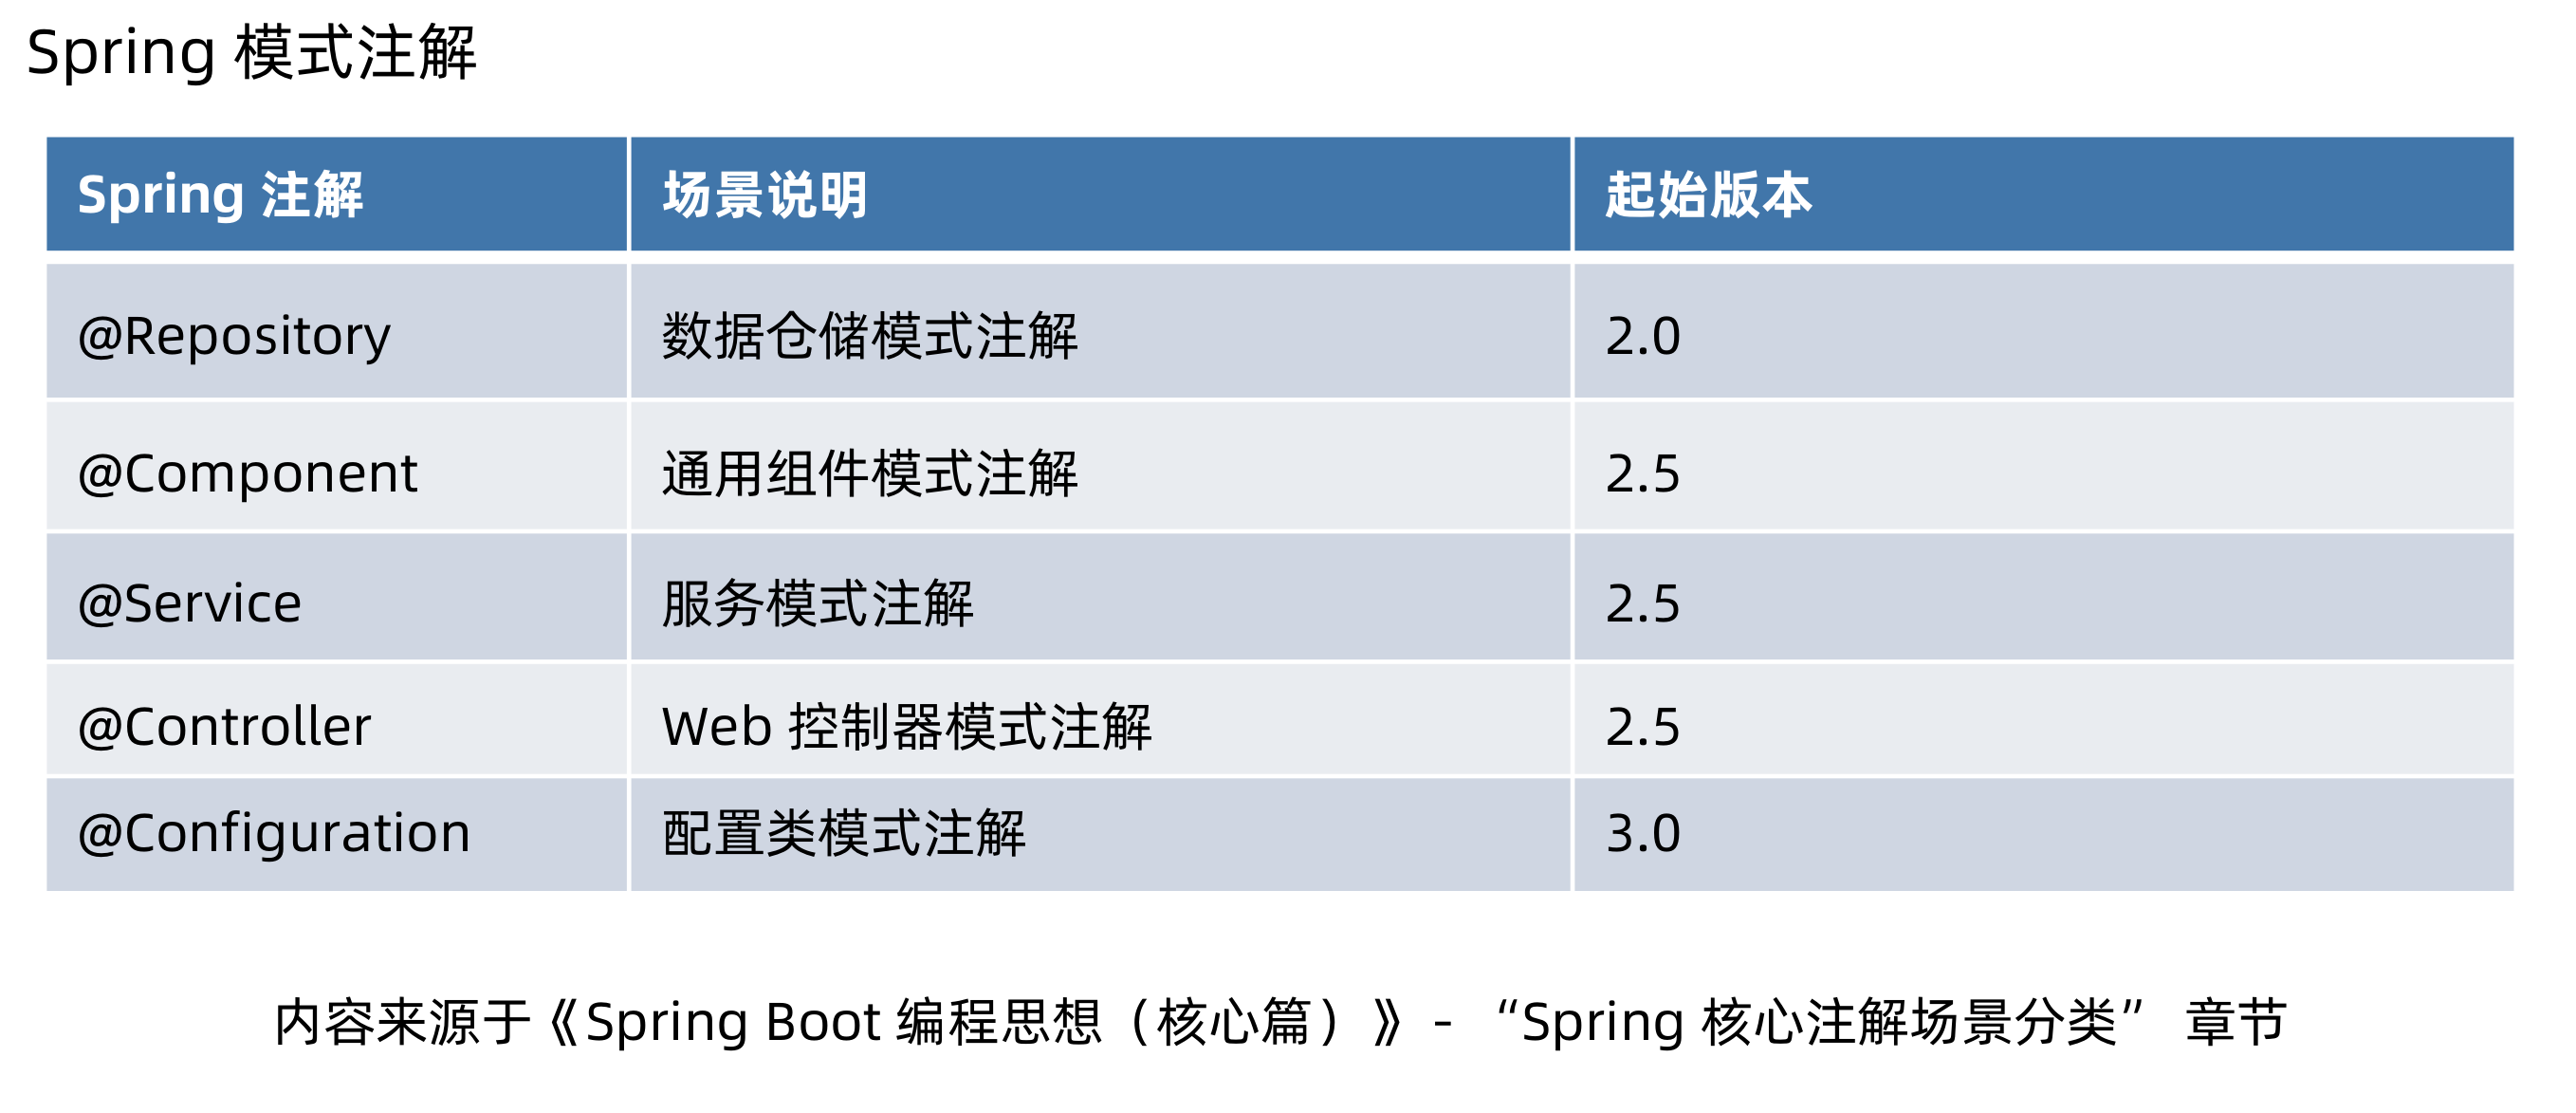 Spring 模式注解
Spring 注解 场景说明 起始版本
@Repository 数据仓储模式注解 2.0
@Component 通用组件模式注解 2.5
@Service 服务模式注解 2.5
@Controller Web 控制器模式注解 2.5
@Configuration 配置类模式注解 3.0
内容来源于《Spring Boot 编程思想（核心篇）》 - “Spring 核心注解场景分类” 章节